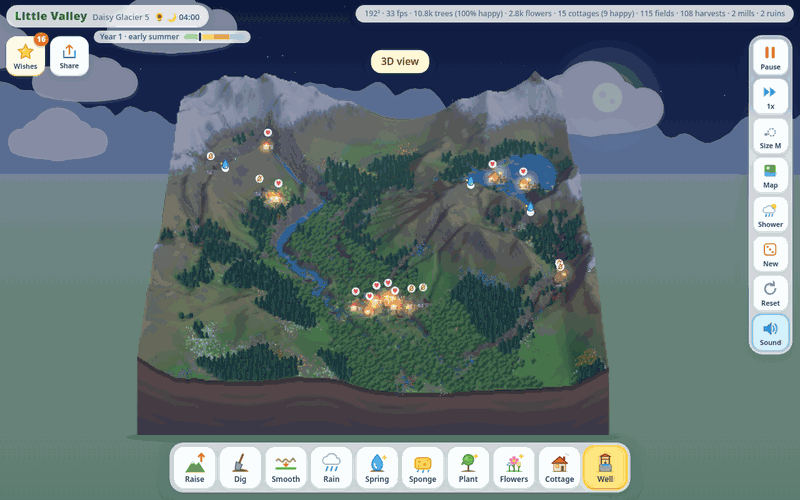 Little Valley Daisy Glacier 5 04:00
192² · 33 fps · 10.8k trees (100% happy) · 2.8k flowers · 15 cottages (9 happy) · 115 fields · 108 harvests · 2 mills · 2 ruins
Year 1 · early summer
16
Wishes
Share
3D view
Pause
1x
Size M
Map
Shower
New
Reset
Sound
Raise
Dig
Smooth
Rain
Spring
Sponge
Plant
Flowers
Cottage
Well